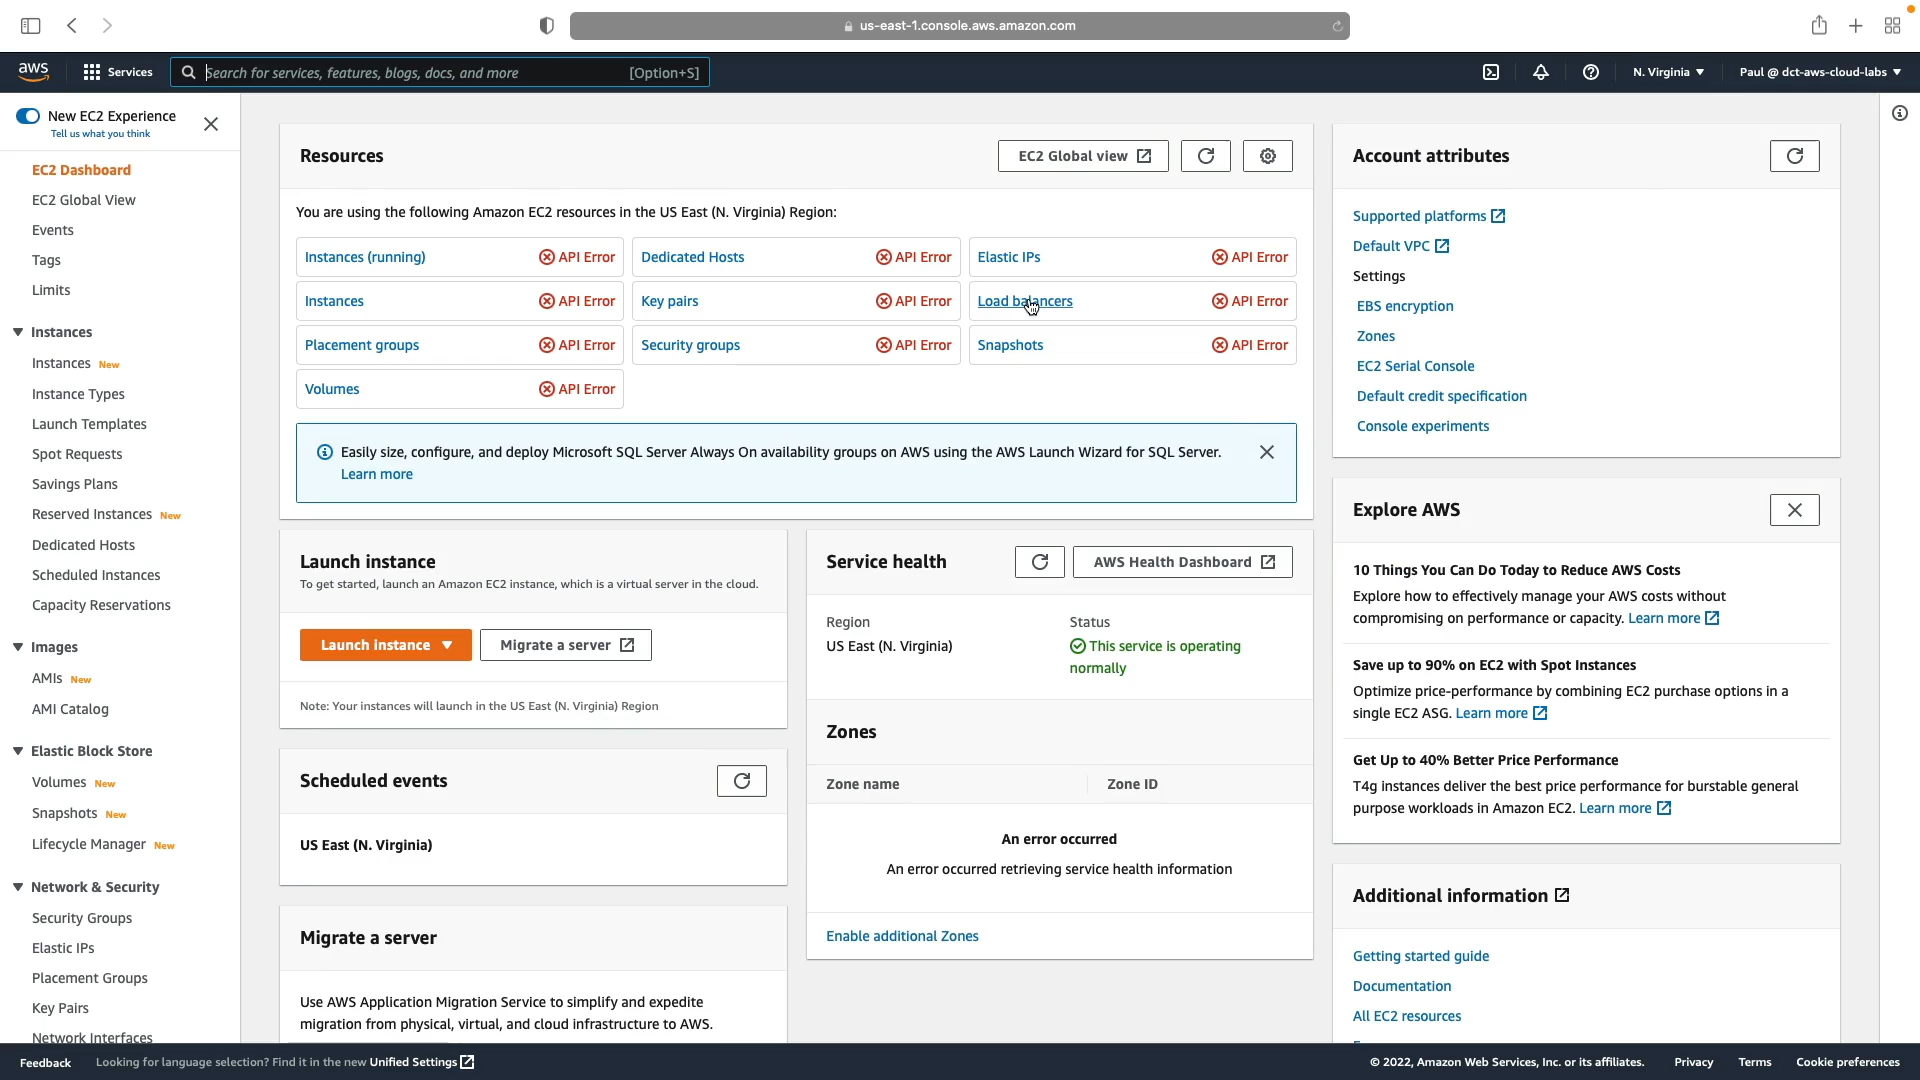 us-east-1.console.aws.amazon.com
aws
Services
Search for services, features, blogs, docs, and more
[Option+S]
N. Virginia
Paul @ dct-aws-cloud-labs
New EC2 Experience
Tell us what you think
EC2 Dashboard
EC2 Global View
Events
Tags
Limits
Instances
Instances New
Instance Types
Launch Templates
Spot Requests
Savings Plans
Reserved Instances New
Dedicated Hosts
Scheduled Instances
Capacity Reservations
Images
AMIs New
AMI Catalog
Elastic Block Store
Volumes New
Snapshots New
Lifecycle Manager New
Network & Security
Security Groups
Elastic IPs
Placement Groups
Key Pairs
Network Interfaces
Resources
EC2 Global view
You are using the following Amazon EC2 resources in the US East (N. Virginia) Region:
Instances (running) API Error
Dedicated Hosts API Error
Elastic IPs API Error
Instances API Error
Key pairs API Error
Load balancers API Error
Placement groups API Error
Security groups API Error
Snapshots API Error
Volumes API Error
Easily size, configure, and deploy Microsoft SQL Server Always On availability groups on AWS using the AWS Launch Wizard for SQL Server.
Learn more
Launch instance
To get started, launch an Amazon EC2 instance, which is a virtual server in the cloud.
Launch instance
Migrate a server
Note: Your instances will launch in the US East (N. Virginia) Region
Scheduled events
US East (N. Virginia)
Migrate a server
Use AWS Application Migration Service to simplify and expedite
migration from physical, virtual, and cloud infrastructure to AWS.
Service health
AWS Health Dashboard
Region
US East (N. Virginia)
Status
This service is operating
normally
Zones
Zone name
Zone ID
An error occurred
An error occurred retrieving service health information
Enable additional Zones
Account attributes
Supported platforms
Default VPC
Settings
EBS encryption
Zones
EC2 Serial Console
Default credit specification
Console experiments
Explore AWS
10 Things You Can Do Today to Reduce AWS Costs
Explore how to effectively manage your AWS costs without
compromising on performance or capacity. Learn more
Save up to 90% on EC2 with Spot Instances
Optimize price-performance by combining EC2 purchase options in a
single EC2 ASG. Learn more
Get Up to 40% Better Price Performance
T4g instances deliver the best price performance for burstable general
purpose workloads in Amazon EC2. Learn more
Additional information
Getting started guide
Documentation
All EC2 resources
Feedback
Looking for language selection? Find it in the new Unified Settings
© 2022, Amazon Web Services, Inc. or its affiliates.
Privacy
Terms
Cookie preferences